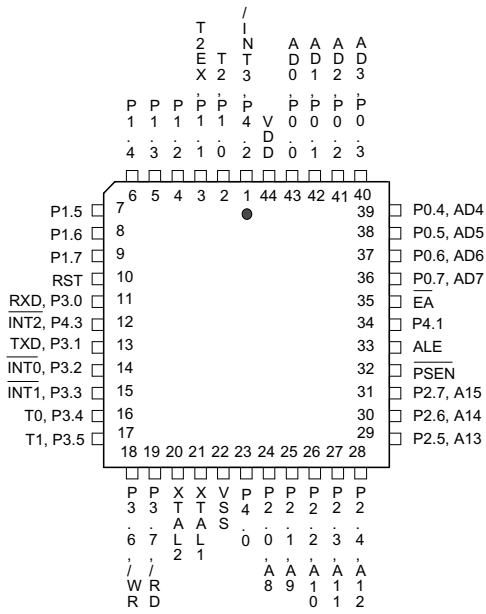 P1.4
P1.3
P1.2
T2EX, P1.1
T2, P1.0
/INT3, P4.2
VDD
AD0, P0.0
AD1, P0.1
AD2, P0.2
AD3, P0.3
6 5 4 3 2 1 44 43 42 41 40
P1.5 7
P1.6 8
P1.7 9
RST 10
RXD, P3.0 11
INT2, P4.3 12
TXD, P3.1 13
INT0, P3.2 14
INT1, P3.3 15
T0, P3.4 16
T1, P3.5 17
39 P0.4, AD4
38 P0.5, AD5
37 P0.6, AD6
36 P0.7, AD7
35 EA
34 P4.1
33 ALE
32 PSEN
31 P2.7, A15
30 P2.6, A14
29 P2.5, A13
18 19 20 21 22 23 24 25 26 27 28
P3.6, /WR
P3.7, /RD
XTAL2
XTAL1
VSS
P4.0
P2.0, A8
P2.1, A9
P2.2, A10
P2.3, A11
P2.4, A12